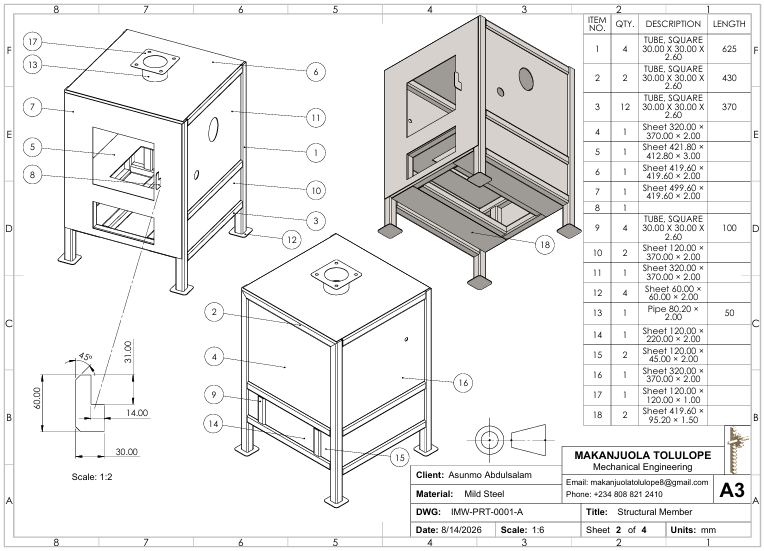 8 7 6 5 4 3 2 1
F
E
D
C
B
A
F
E
D
C
B
A
17
13
7
5
8
6
11
1
10
3
12
18
2
4
9
14
16
15
45°
31.00
60.00
14.00
30.00
Scale: 1:2
ITEM NO. QTY. DESCRIPTION LENGTH
1 4 TUBE, SQUARE 30.00 X 30.00 X 2.60 625
2 2 TUBE, SQUARE 30.00 X 30.00 X 2.60 430
3 12 TUBE, SQUARE 30.00 X 30.00 X 2.60 370
4 1 Sheet 320.00 × 370.00 × 2.00
5 1 Sheet 421.80 × 412.80 × 3.00
6 1 Sheet 419.60 × 419.60 × 2.00
7 1 Sheet 499.60 × 419.60 × 2.00
8 1
9 4 TUBE, SQUARE 30.00 X 30.00 X 2.60 100
10 2 Sheet 120.00 × 370.00 × 2.00
11 1 Sheet 320.00 × 370.00 × 2.00
12 4 Sheet 60.00 × 60.00 × 2.00
13 1 Pipe 80.20 × 2.00 50
14 1 Sheet 120.00 × 220.00 × 2.00
15 2 Sheet 120.00 × 45.00 × 2.00
16 1 Sheet 320.00 × 370.00 × 2.00
17 1 Sheet 120.00 × 120.00 × 1.00
18 2 Sheet 419.60 × 95.20 × 1.50
MAKANJUOLA TOLULOPE
Mechanical Engineering
Client: Asunmo Abdulsalam
Email: makanjuolatolulope8@gmail.com
Phone: +234 808 821 2410
A3
Material: Mild Steel
DWG: IMW-PRT-0001-A
Title: Structural Member
Date: 8/14/2026
Scale: 1:6
Sheet 2 of 4
Units: mm
8 7 6 5 4 3 2 1